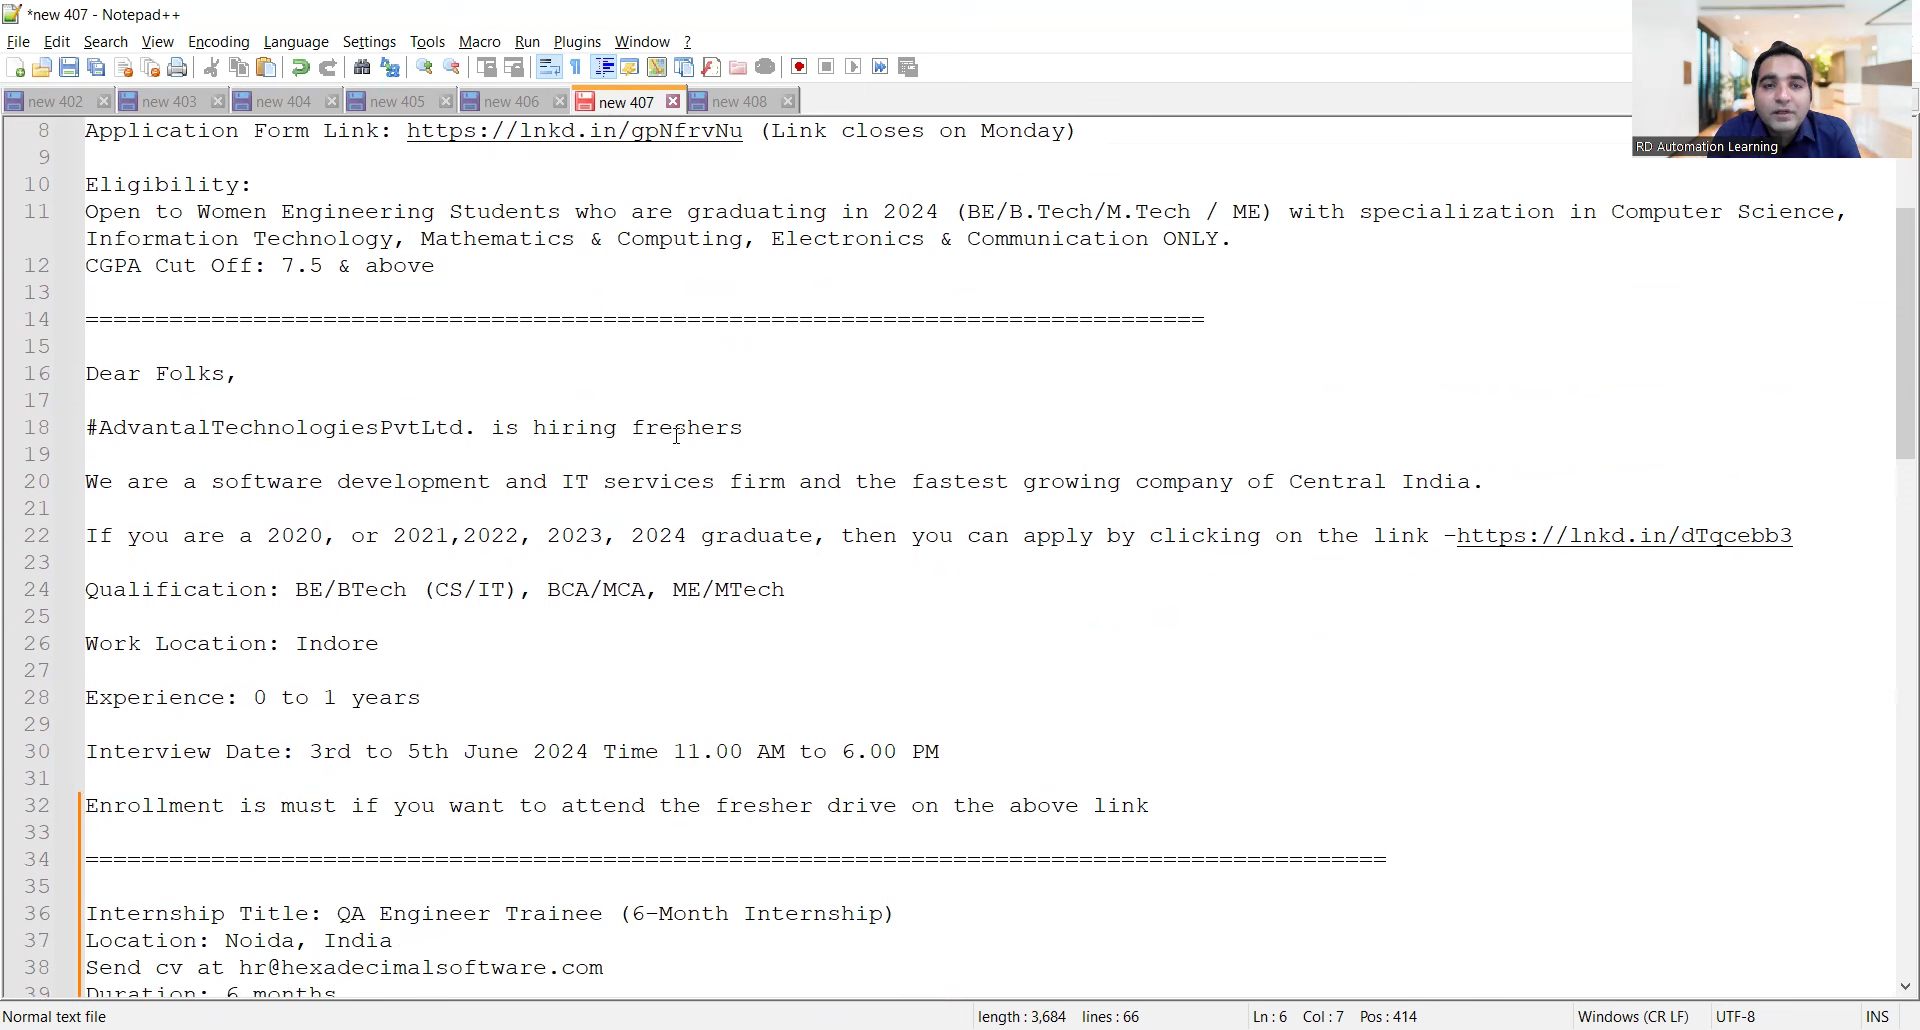 *new 407 - Notepad++
File Edit Search View Encoding Language Settings Tools Macro Run Plugins Window ?
new 402 new 403 new 404 new 405 new 406 new 407 new 408
RD Automation Learning
8 Application Form Link: https://lnkd.in/gpNfrvNu (Link closes on Monday)
9
10 Eligibility:
11 Open to Women Engineering Students who are graduating in 2024 (BE/B.Tech/M.Tech / ME) with specialization in Computer Science,
Information Technology, Mathematics & Computing, Electronics & Communication ONLY.
12 CGPA Cut Off: 7.5 & above
13
14 ================================================================================
15
16 Dear Folks,
17
18 #AdvantalTechnologiesPvtLtd. is hiring freshers
19
20 We are a software development and IT services firm and the fastest growing company of Central India.
21
22 If you are a 2020, or 2021,2022, 2023, 2024 graduate, then you can apply by clicking on the link -https://lnkd.in/dTqcebb3
23
24 Qualification: BE/BTech (CS/IT), BCA/MCA, ME/MTech
25
26 Work Location: Indore
27
28 Experience: 0 to 1 years
29
30 Interview Date: 3rd to 5th June 2024 Time 11.00 AM to 6.00 PM
31
32 Enrollment is must if you want to attend the fresher drive on the above link
33
34 =============================================================================================
35
36 Internship Title: QA Engineer Trainee (6-Month Internship)
37 Location: Noida, India
38 Send cv at hr@hexadecimalsoftware.com
39 Duration: 6 months
Normal text file length : 3,684 lines : 66 Ln : 6 Col : 7 Pos : 414 Windows (CR LF) UTF-8 INS